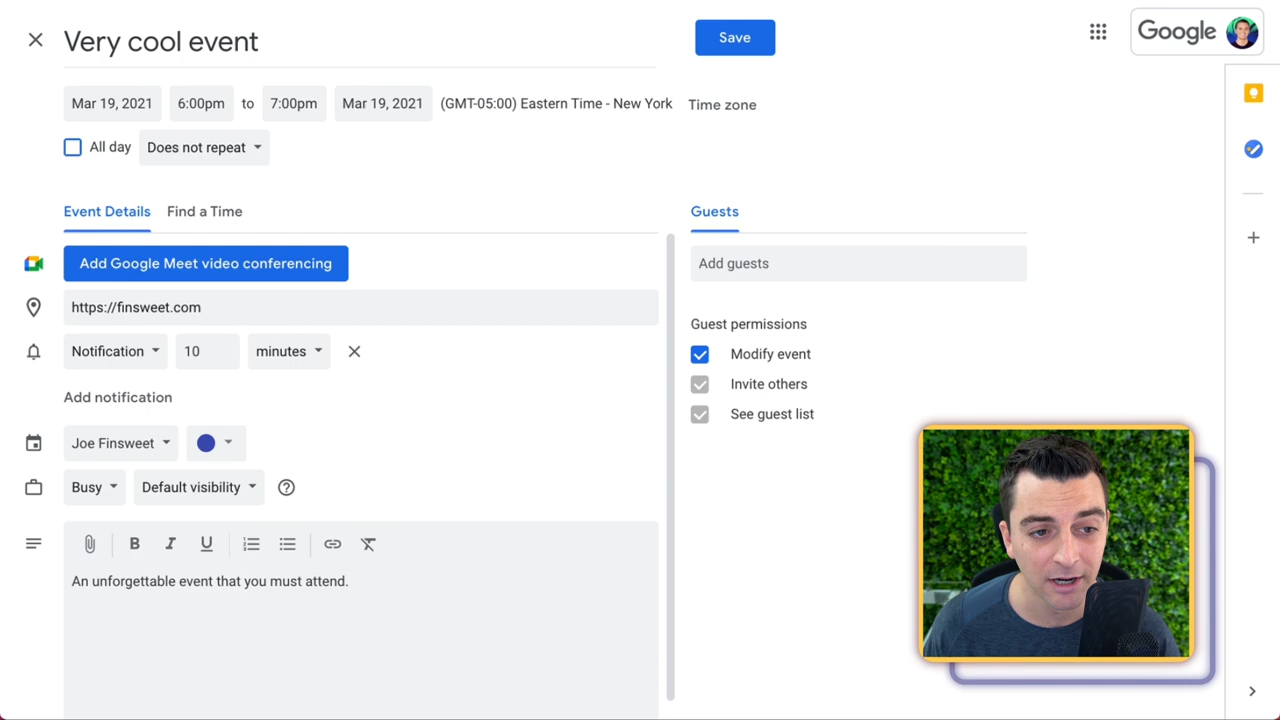 Very cool event
Save
Google
Mar 19, 2021 6:00pm to 7:00pm Mar 19, 2021 (GMT-05:00) Eastern Time - New York Time zone
All day Does not repeat
Event Details Find a Time
Guests
Add Google Meet video conferencing
Add guests
https://finsweet.com
Guest permissions
Notification 10 minutes
Modify event
Invite others
Add notification
See guest list
Joe Finsweet
Busy Default visibility
B I U
An unforgettable event that you must attend.